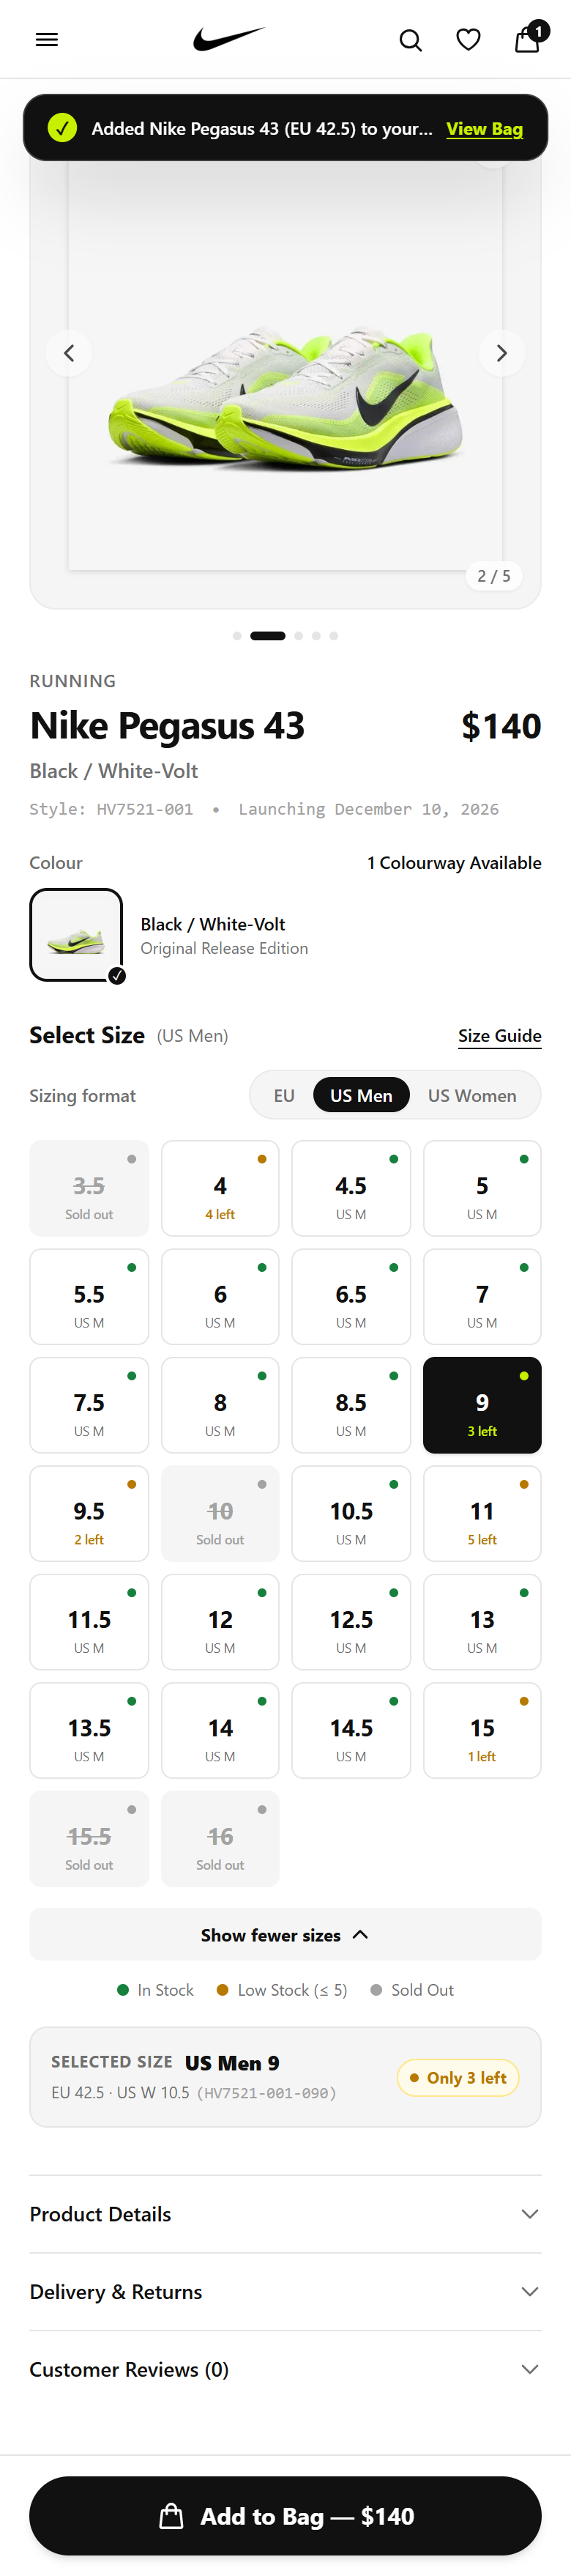 1
Added Nike Pegasus 43 (EU 42.5) to your... View Bag
2 / 5
RUNNING
Nike Pegasus 43 $140
Black / White-Volt
Style: HV7521-001 • Launching December 10, 2026
Colour 1 Colourway Available
Black / White-Volt
Original Release Edition
Select Size (US Men) Size Guide
Sizing format EU US Men US Women
3.5 4 4.5 5
Sold out 4 left US M US M
5.5 6 6.5 7
US M US M US M US M
7.5 8 8.5 9
US M US M US M 3 left
9.5 10 10.5 11
2 left Sold out US M 5 left
11.5 12 12.5 13
US M US M US M US M
13.5 14 14.5 15
US M US M US M 1 left
15.5 16
Sold out Sold out
Show fewer sizes
In Stock Low Stock (≤ 5) Sold Out
SELECTED SIZE US Men 9
EU 42.5 · US W 10.5 (HV7521-001-090) Only 3 left
Product Details
Delivery & Returns
Customer Reviews (0)
Add to Bag — $140